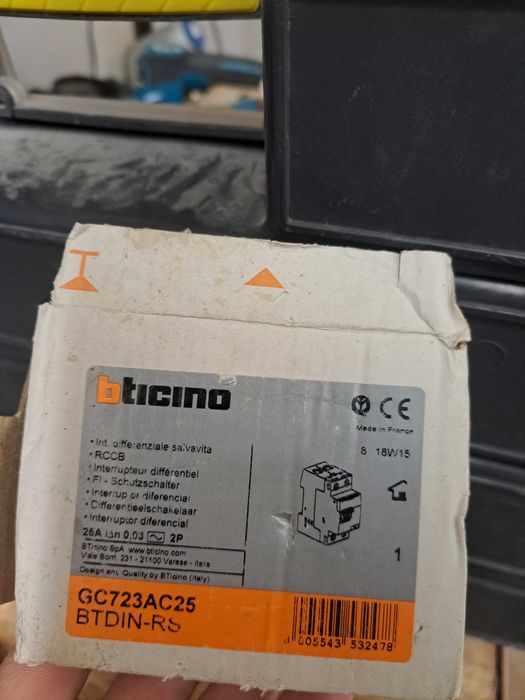 bticino
CE
Made in France
8 18W15
• Int. differenziale salvavita
• RCCB
• Interrupteur différentiel
• FI - Schutzschalter
• Interruptor diferencial
• Differentieelschakelaar
• Interruptor diferencial
25A IΔn 0,03 2P
BTicino SpA www.bticino.com
Viale Borri, 231 - 21100 Varese - Italia
Design and Quality by BTicino (Italy)
1
GC723AC25
BTDIN-RS
005543 532478